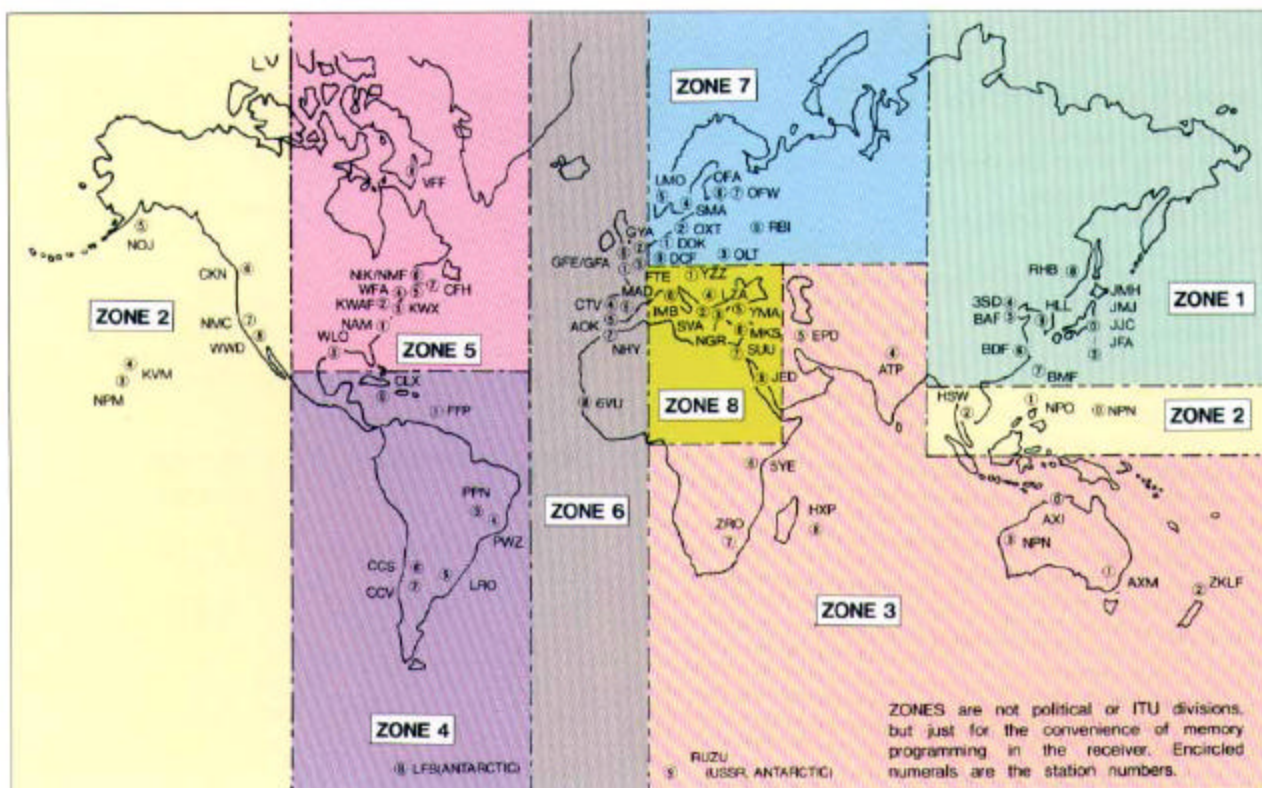 ZONE 7
VFF
LMO
OFA
OFW
SMA
NOJ
GYA
OXT
RBI
DOK
GFE/GFA
DCF
OLT
CKN
NIK/NMF
CFH
FTE
YZZ
RHB
JMH
WFA
MAD
3SD
HLL
JMJ
ZONE 1
KWAF
KWX
CTV
IMB
LZA
YMA
BAF
JJC
ZONE 2
NMC
NAM
AOK
SVA
MKS
EPD
JFA
WWD
WLO
ZONE 5
NHY
NGR
SUU
ATP
BDF
BMF
KVM
CLX
JED
NPM
FFP
6VU
ZONE 8
HSW
NPO
NPN
ZONE 2
SYE
PPN
ZONE 6
HXP
AXI
PWZ
ZRO
NPN
CCS
LRO
AXM
ZKLF
CCV
ZONE 3
ZONE 4
ZONES are not political or ITU divisions,
but just for the convenience of memory
programming in the receiver. Encircled
numerals are the station numbers.
RUZU
(USSR, ANTARCTIC)
LFB(ANTARCTIC)